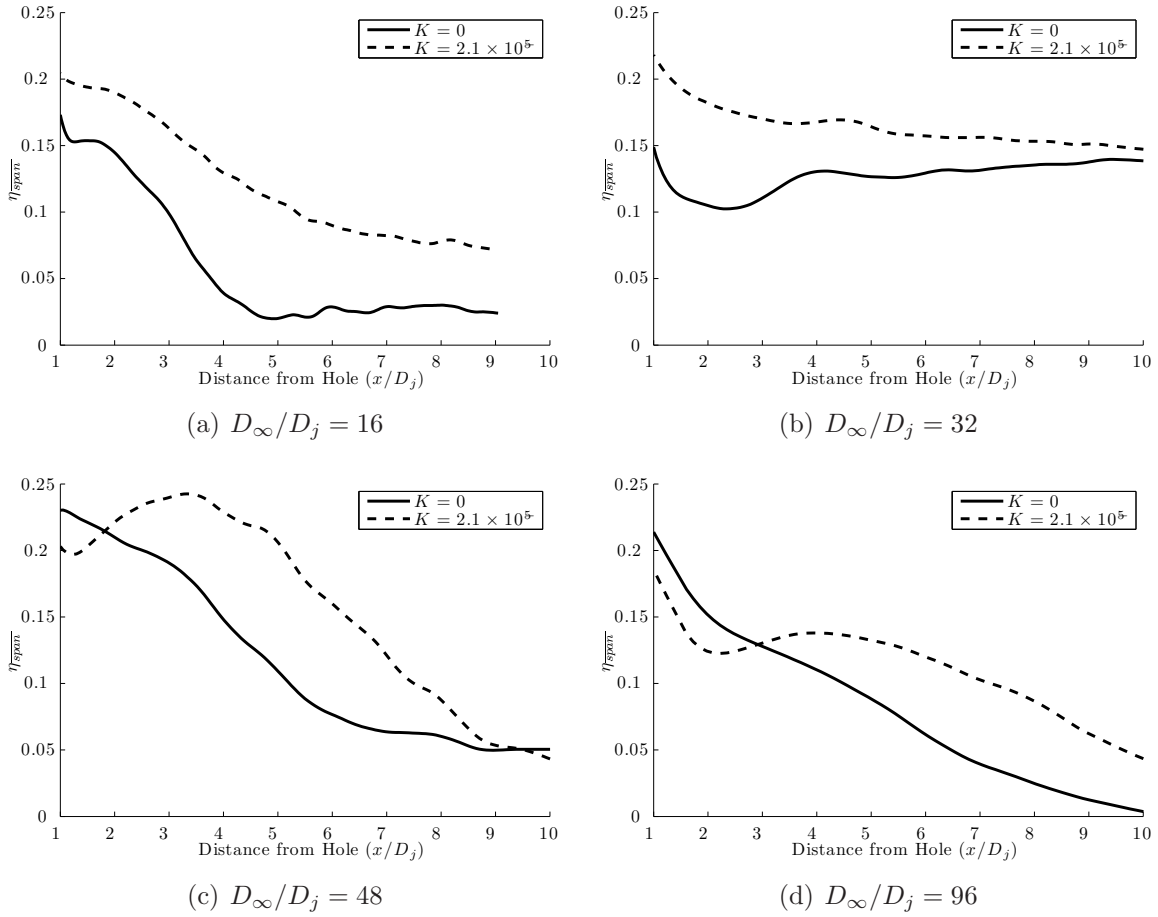 0.25
0.2
0.15
0.1
0.05
0
η_span
K = 0
K = 2.1 × 10^5-
1 2 3 4 5 6 7 8 9 10
Distance from Hole (x/D_j)
(a) D_∞/D_j = 16
0.25
0.2
0.15
0.1
0.05
0
η_span
K = 0
K = 2.1 × 10^5-
1 2 3 4 5 6 7 8 9 10
Distance from Hole (x/D_j)
(b) D_∞/D_j = 32
0.25
0.2
0.15
0.1
0.05
0
η_span
K = 0
K = 2.1 × 10^5-
1 2 3 4 5 6 7 8 9 10
Distance from Hole (x/D_j)
(c) D_∞/D_j = 48
0.25
0.2
0.15
0.1
0.05
0
η_span
K = 0
K = 2.1 × 10^5-
1 2 3 4 5 6 7 8 9 10
Distance from Hole (x/D_j)
(d) D_∞/D_j = 96